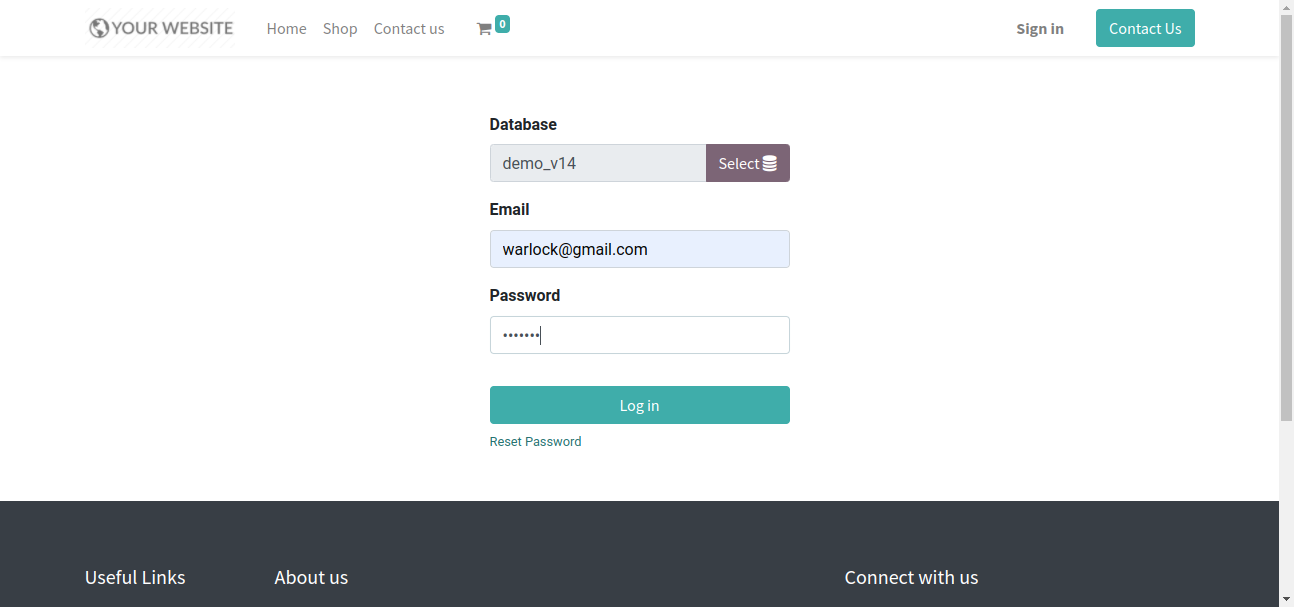 YOUR WEBSITE Home Shop Contact us 0 Sign in Contact Us
Database
demo_v14 Select
Email
warlock@gmail.com
Password
•••••••
Log in
Reset Password
Useful Links About us Connect with us